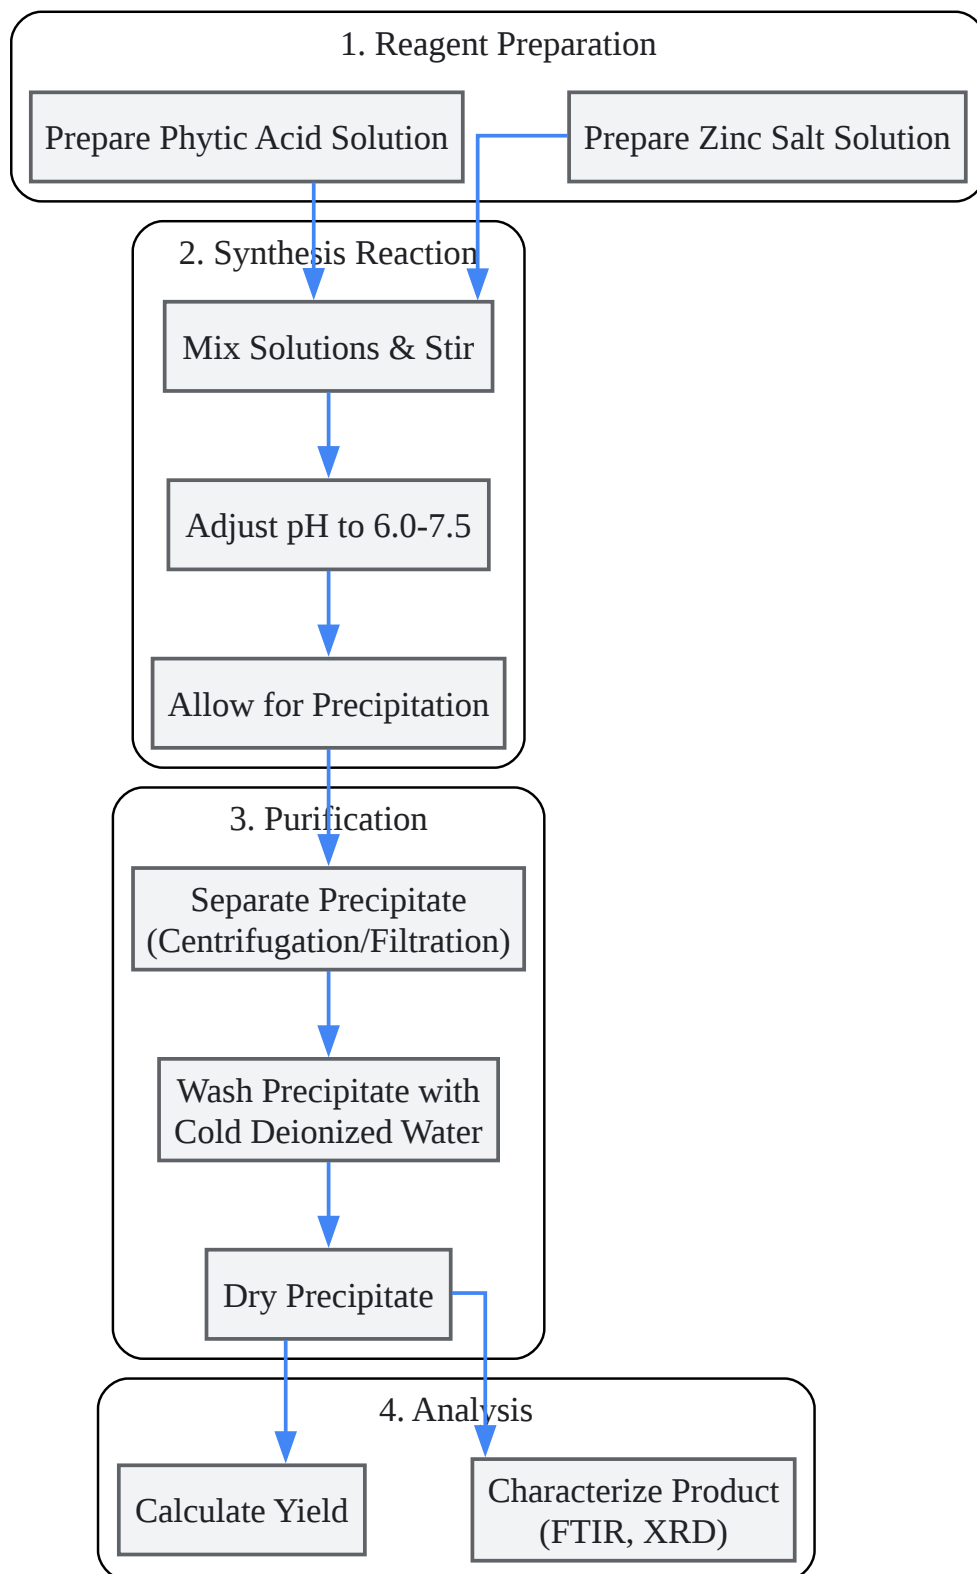 1. Reagent Preparation
Prepare Phytic Acid Solution
Prepare Zinc Salt Solution
2. Synthesis Reaction
Mix Solutions & Stir
Adjust pH to 6.0-7.5
Allow for Precipitation
3. Purification
Separate Precipitate
(Centrifugation/Filtration)
Wash Precipitate with
Cold Deionized Water
Dry Precipitate
4. Analysis
Calculate Yield
Characterize Product
(FTIR, XRD)